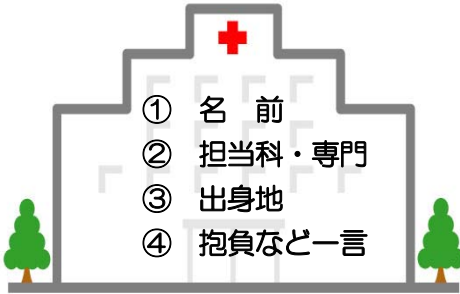 ① 名　前
② 担当科・専門
③ 出身地
④ 抱負など一言